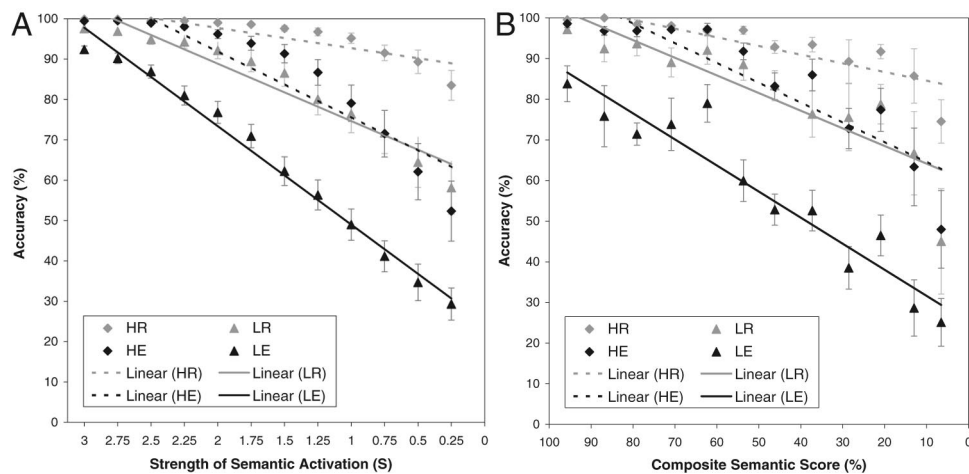 A
B
Accuracy (%)
100
90
80
70
60
50
40
30
20
10
0
HR LR
HE LE
Linear (HR) Linear (LR)
Linear (HE) Linear (LE)
3 2.75 2.5 2.25 2 1.75 1.5 1.25 1 0.75 0.5 0.25 0
Strength of Semantic Activation (S)
Accuracy (%)
100
90
80
70
60
50
40
30
20
10
0
HR LR
HE LE
Linear (HR) Linear (LR)
Linear (HE) Linear (LE)
100 90 80 70 60 50 40 30 20 10 0
Composite Semantic Score (%)